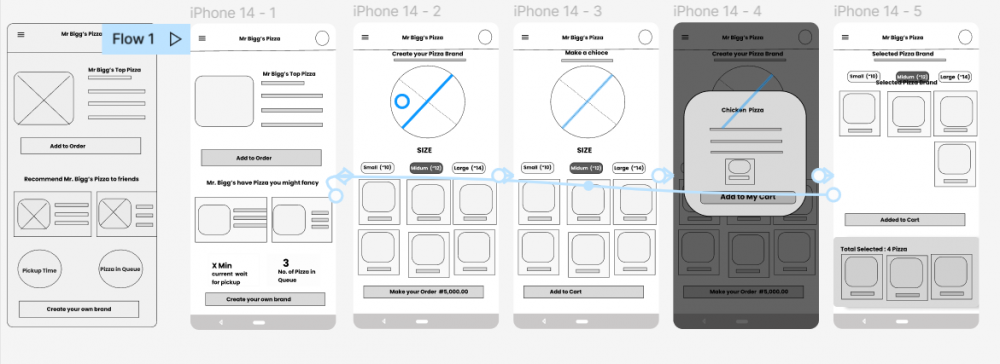 Mr Bigg's Pizza
Mr Bigg's Top Pizza
Add to Order
Recommend Mr. Bigg's Pizza to friends
Pickup Time
Pizza in Queue
Create your own brand
Flow 1
iPhone 14 - 1
Mr Bigg's Pizza
Mr Bigg's Top Pizza
Add to Order
Mr. Bigg's have Pizza you might fancy
X Min
current wait
for pickup
3
No. of Pizza in
Queue
Create your own brand
iPhone 14 - 2
Mr Bigg's Pizza
Create your Pizza Brand
SIZE
Small ("10)
Midum ("12)
Large ("14)
Make your Order ₦5,000.00
iPhone 14 - 3
Mr Bigg's Pizza
Make a chioce
SIZE
Small ("10)
Midum ("12)
Large ("14)
Add to Cart
iPhone 14 - 4
Mr Bigg's Pizza
Create your Pizza Brand
Chicken Pizza
Add to My Cart
Make your Order ₦5,000.00
iPhone 14 - 5
Mr Bigg's Pizza
Selected Pizza Brand
Small ("10)
Midum ("12)
Large ("14)
Selected Pizza Brand
Added to Cart
Total Selected : 4 Pizza